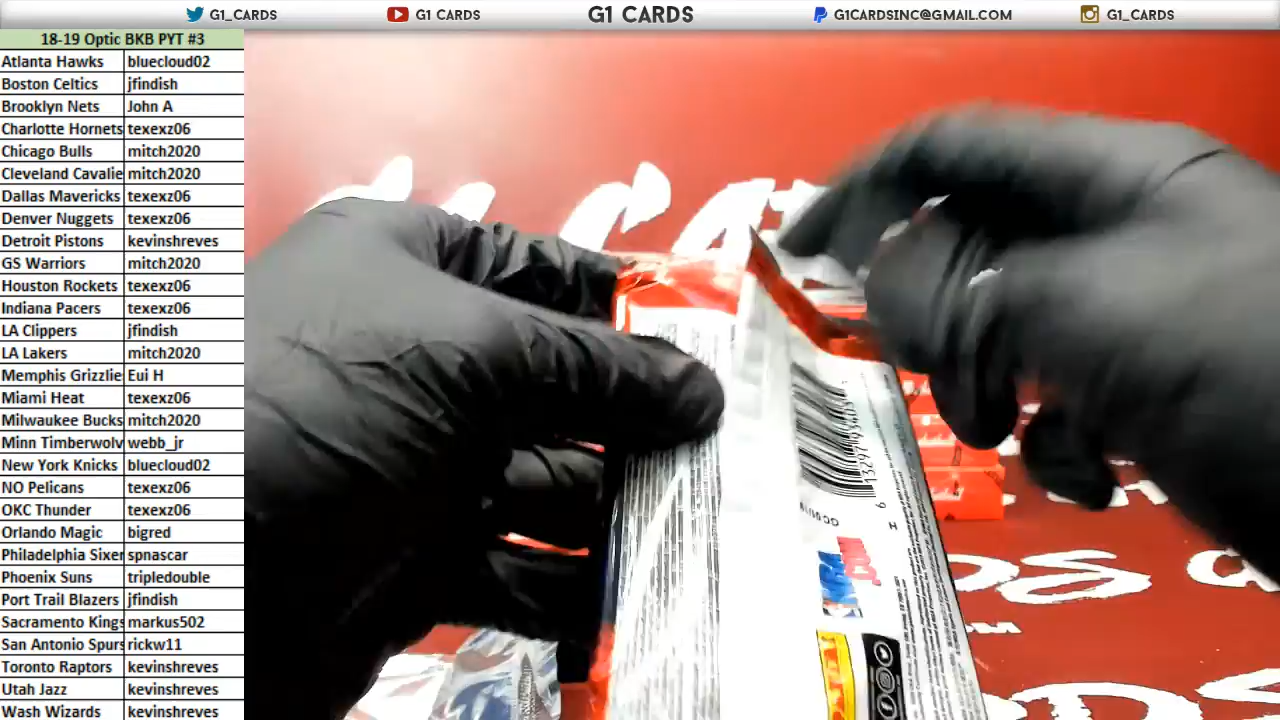 G1_CARDS G1 CARDS G1 CARDS G1CARDSINC@GMAIL.COM G1_CARDS
18-19 Optic BKB PYT #3
Atlanta Hawks bluecloud02
Boston Celtics jfindish
Brooklyn Nets John A
Charlotte Hornets texexz06
Chicago Bulls mitch2020
Cleveland Cavalie mitch2020
Dallas Mavericks texexz06
Denver Nuggets texexz06
Detroit Pistons kevinshreves
GS Warriors mitch2020
Houston Rockets texexz06
Indiana Pacers texexz06
LA Clippers jfindish
LA Lakers mitch2020
Memphis Grizzlie Eui H
Miami Heat texexz06
Milwaukee Bucks mitch2020
Minn Timberwolv webb_jr
New York Knicks bluecloud02
NO Pelicans texexz06
OKC Thunder texexz06
Orlando Magic bigred
Philadelphia Sixer spnascar
Phoenix Suns tripledouble
Port Trail Blazers jfindish
Sacramento Kings markus502
San Antonio Spurs rickw11
Toronto Raptors kevinshreves
Utah Jazz kevinshreves
Wash Wizards kevinshreves